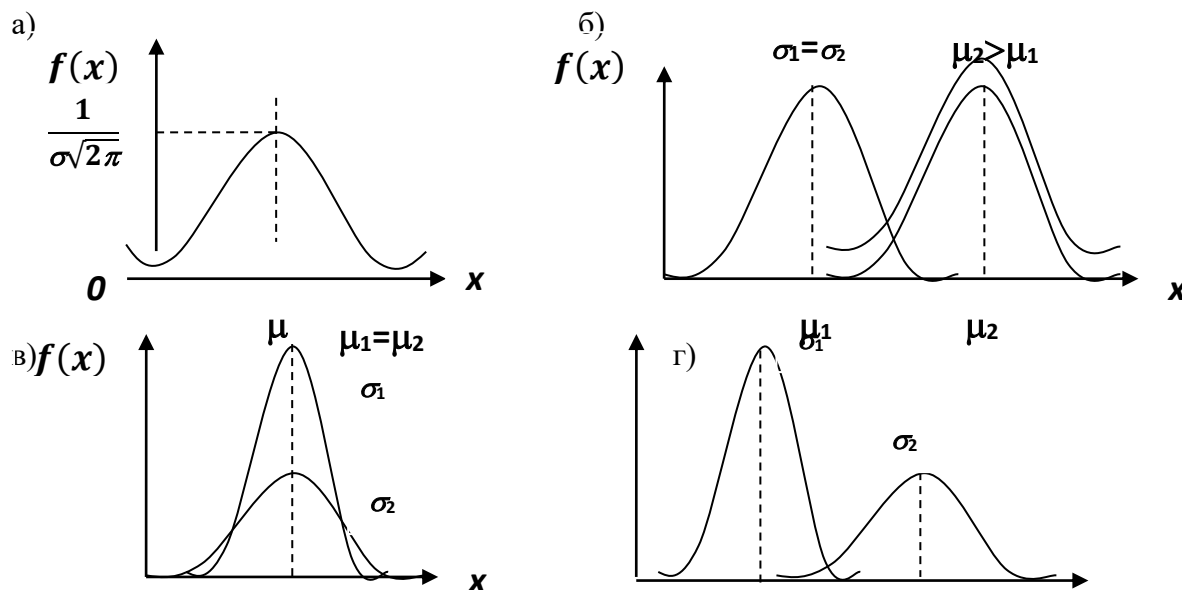 а)
f(x)
1
σ√2π
0
x
μ
б)
f(x)
σ₁=σ₂
μ₂>μ₁
x
μ₁
μ₂
в) f(x)
μ₁=μ₂
σ₁
σ₂
x
г)
σ₁
σ₂